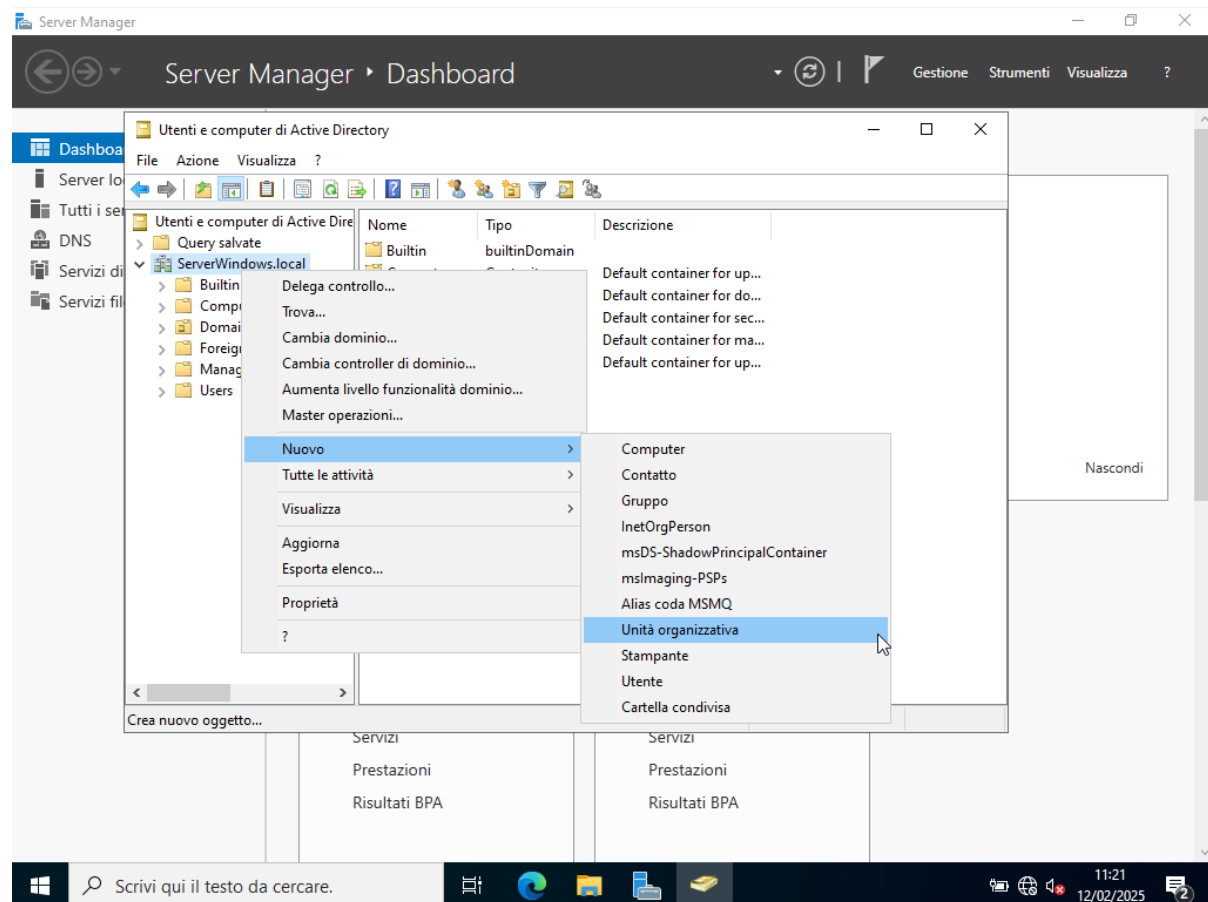 Server Manager
Server Manager • Dashboard
Gestione Strumenti Visualizza ?
Dashboa
Server lo
Tutti i ser
DNS
Servizi di
Servizi fil
Utenti e computer di Active Directory
File Azione Visualizza ?
Utenti e computer di Active Dire
Query salvate
ServerWindows.local
Builtin
Compu
Domai
Foreig
Manag
Users
Nome Tipo Descrizione
Builtin builtinDomain
Default container for up...
Default container for do...
Default container for sec...
Default container for ma...
Default container for up...
Delega controllo...
Trova...
Cambia dominio...
Cambia controller di dominio...
Aumenta livello funzionalità dominio...
Master operazioni...
Nuovo
Tutte le attività
Visualizza
Aggiorna
Esporta elenco...
Proprietà
?
Computer
Contatto
Gruppo
InetOrgPerson
msDS-ShadowPrincipalContainer
msImaging-PSPs
Alias coda MSMQ
Unità organizzativa
Stampante
Utente
Cartella condivisa
Nascondi
Crea nuovo oggetto...
Servizi
Prestazioni
Risultati BPA
Servizi
Prestazioni
Risultati BPA
Scrivi qui il testo da cercare.
11:21
12/02/2025
2